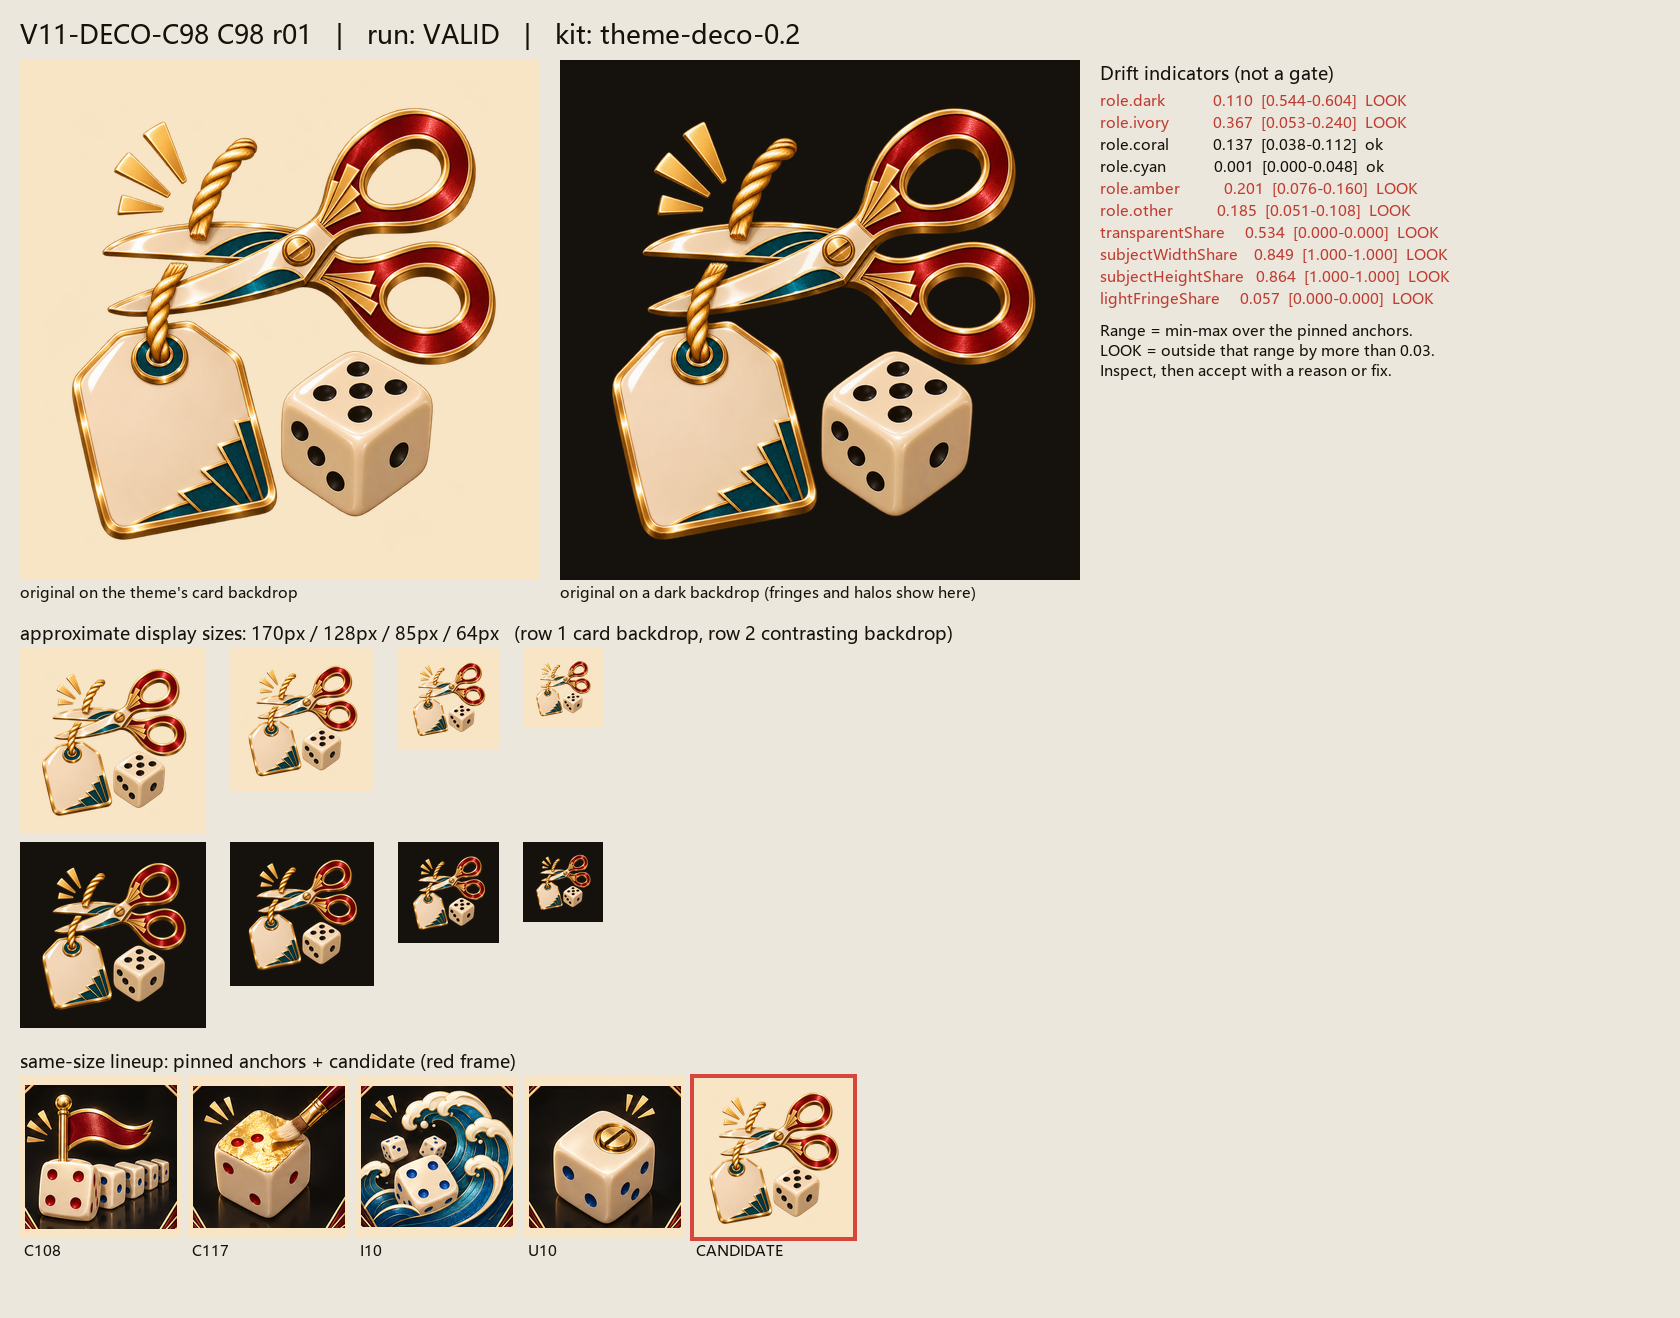 V11-DECO-C98 C98 r01 | run: VALID | kit: theme-deco-0.2
Drift indicators (not a gate)
role.dark 0.110 [0.544-0.604] LOOK
role.ivory 0.367 [0.053-0.240] LOOK
role.coral 0.137 [0.038-0.112] ok
role.cyan 0.001 [0.000-0.048] ok
role.amber 0.201 [0.076-0.160] LOOK
role.other 0.185 [0.051-0.108] LOOK
transparentShare 0.534 [0.000-0.000] LOOK
subjectWidthShare 0.849 [1.000-1.000] LOOK
subjectHeightShare 0.864 [1.000-1.000] LOOK
lightFringeShare 0.057 [0.000-0.000] LOOK
Range = min-max over the pinned anchors.
LOOK = outside that range by more than 0.03.
Inspect, then accept with a reason or fix.
original on the theme's card backdrop
original on a dark backdrop (fringes and halos show here)
approximate display sizes: 170px / 128px / 85px / 64px (row 1 card backdrop, row 2 contrasting backdrop)
same-size lineup: pinned anchors + candidate (red frame)
C108
C117
I10
U10
CANDIDATE